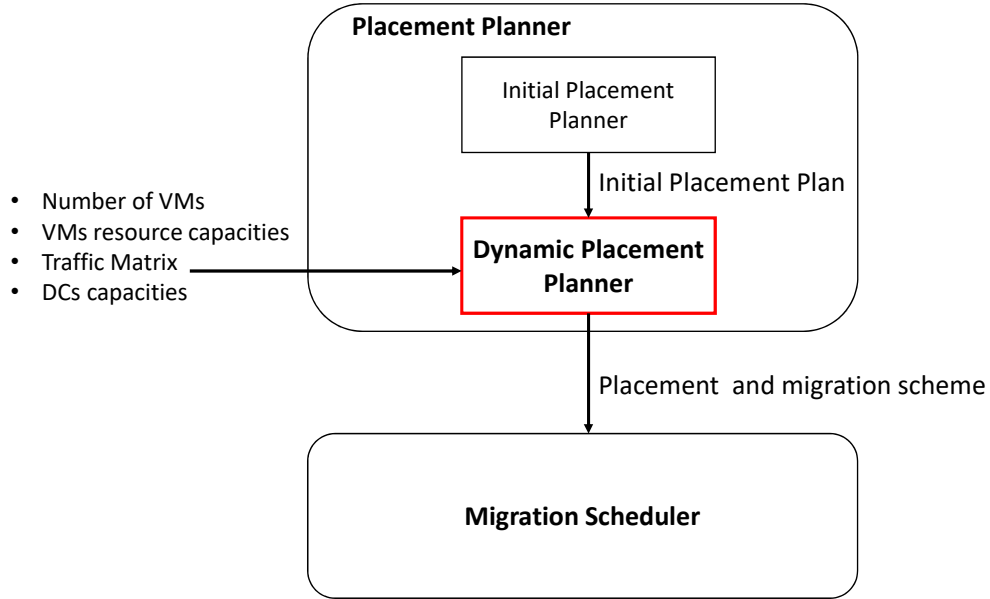 Placement Planner
Initial Placement
Planner
Initial Placement Plan
• Number of VMs
• VMs resource capacities
• Traffic Matrix
• DCs capacities
Dynamic Placement
Planner
Placement and migration scheme
Migration Scheduler